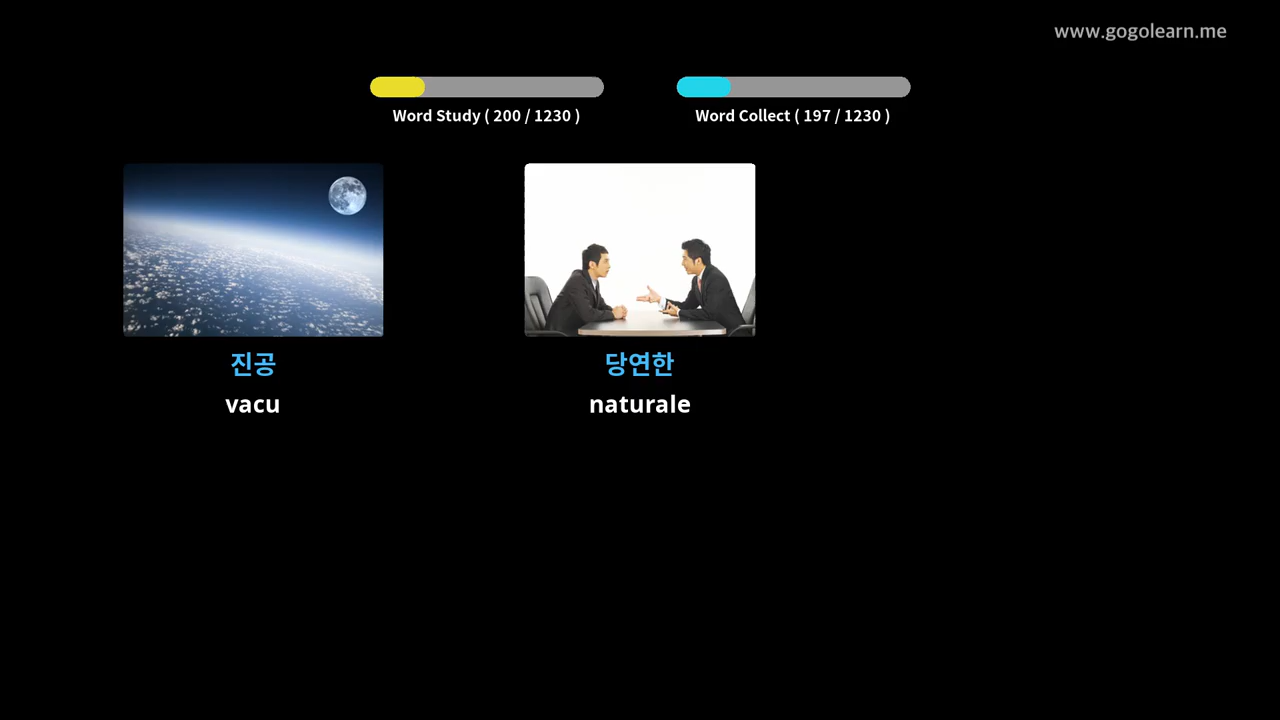 www.gogolearn.me
Word Study ( 200 / 1230 )
Word Collect ( 197 / 1230 )
진공
vacu
당연한
naturale